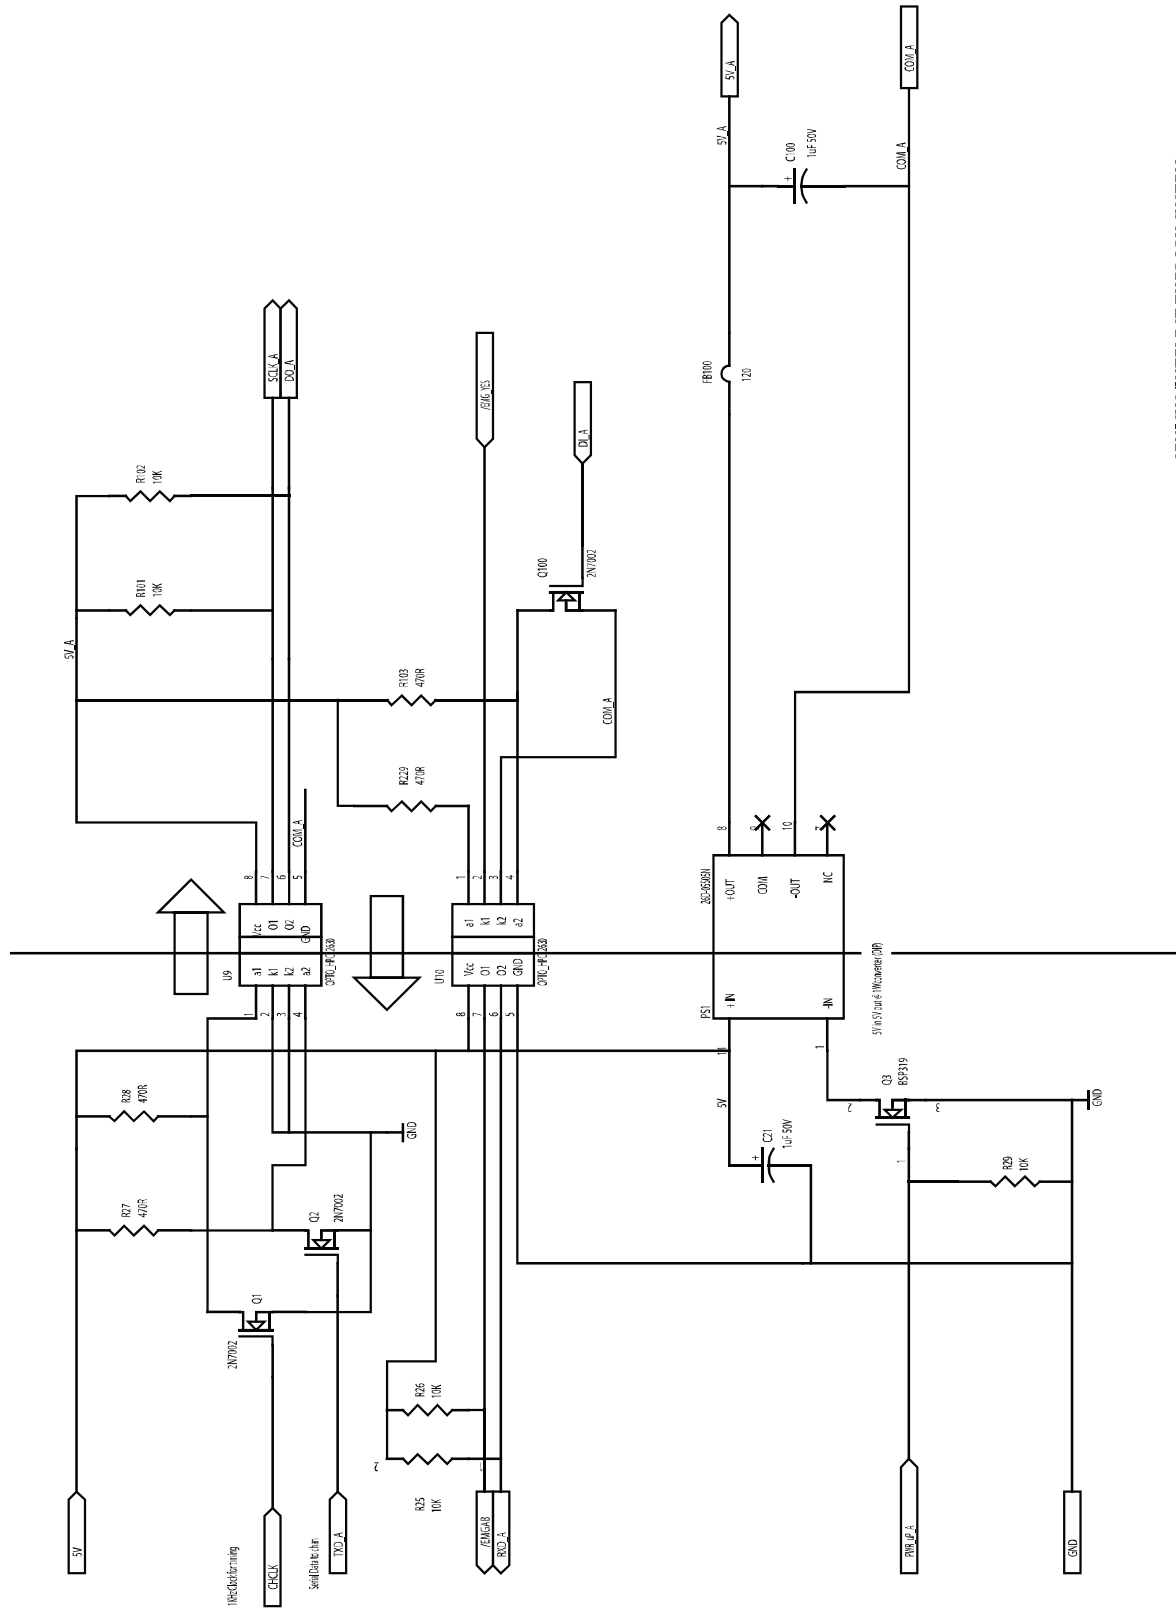 5V
1KHz Clock for timing
CHCLK
Serial Data to chan
TXD_A
/EMGAB
RXD_A
PWR_uP_A
GND
R25
10K
R26
10K
2
1
2N7002
Q1
Q2
2N7002
R27
470R
R28
470R
GND
5V
C21
1uF 50V
+
R29
10K
Q3
BSP319
1
2
3
GND
U9
OPTO_HPCL2630
1
2
3
4
a1
k1
k2
a2
Vcc
O1
O2
GND
8
7
6
5
COM_A
U10
OPTO_HPCL2630
8
7
6
5
Vcc
O1
O2
GND
a1
k1
k2
a2
1
2
3
4
PS1
14
1
+IN
-IN
5V in 5V out @ 1W converter (DIP)
+OUT
COM
-OUT
NC
8
9
10
7
R229
470R
R103
470R
COM_A
5V_A
R101
10K
R102
10K
Q100
2N7002
DI_A
/EMG_YES
SCLK_A
DO_A
FB100
120
C100
1uF 50V
+
5V_A
COM_A
5V_A
COM_A